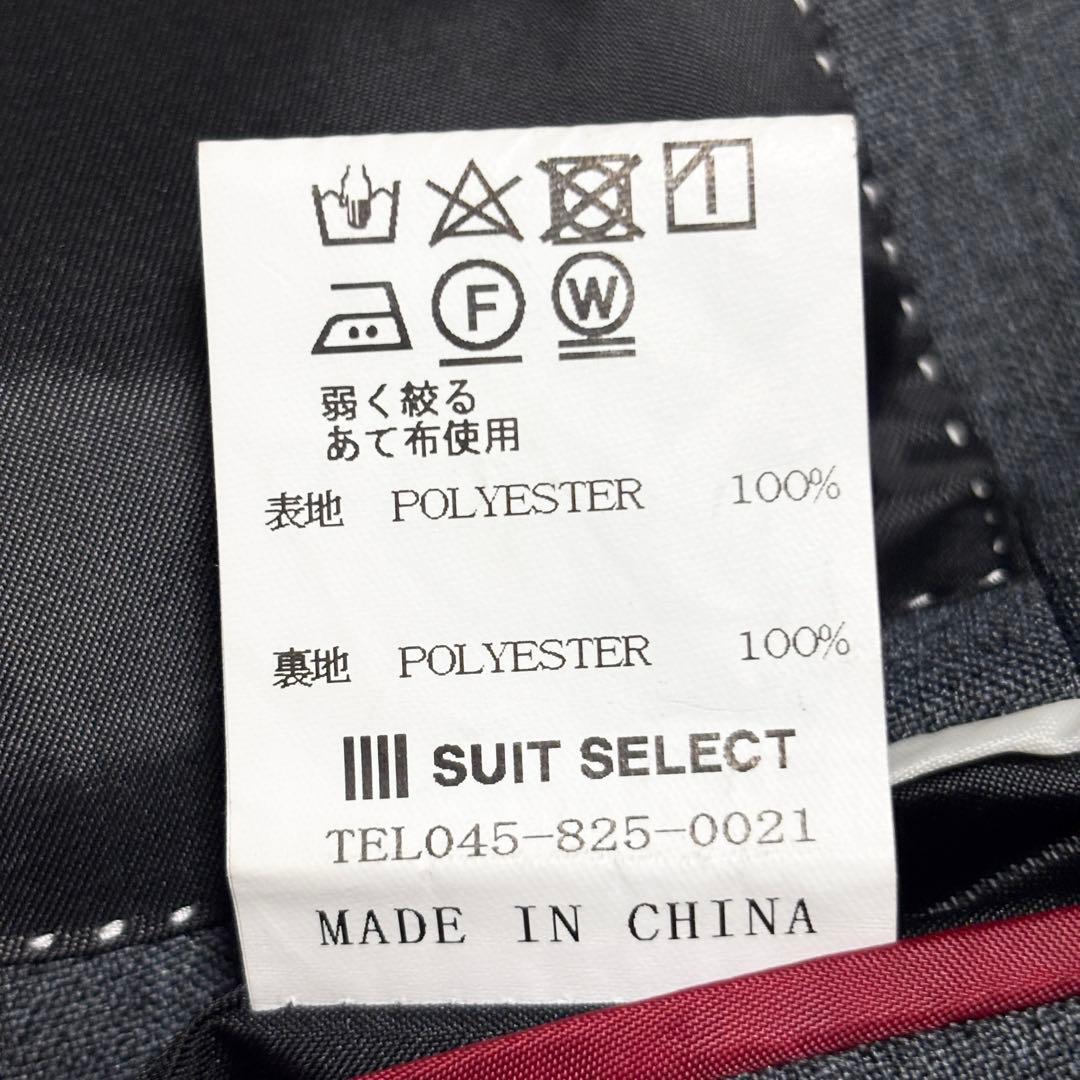 F W
弱く絞る
あて布使用
表地 POLYESTER 100%
裏地 POLYESTER 100%
SUIT SELECT
TEL045-825-0021
MADE IN CHINA